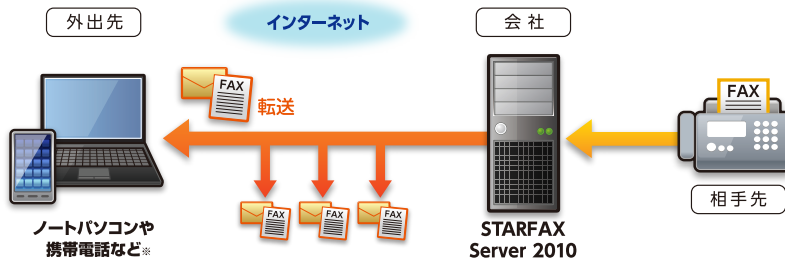 外出先
インターネット
会社
FAX
転送
FAX
FAX
FAX
FAX
ノートパソコンや
携帯電話など※
STARFAX
Server 2010
相手先